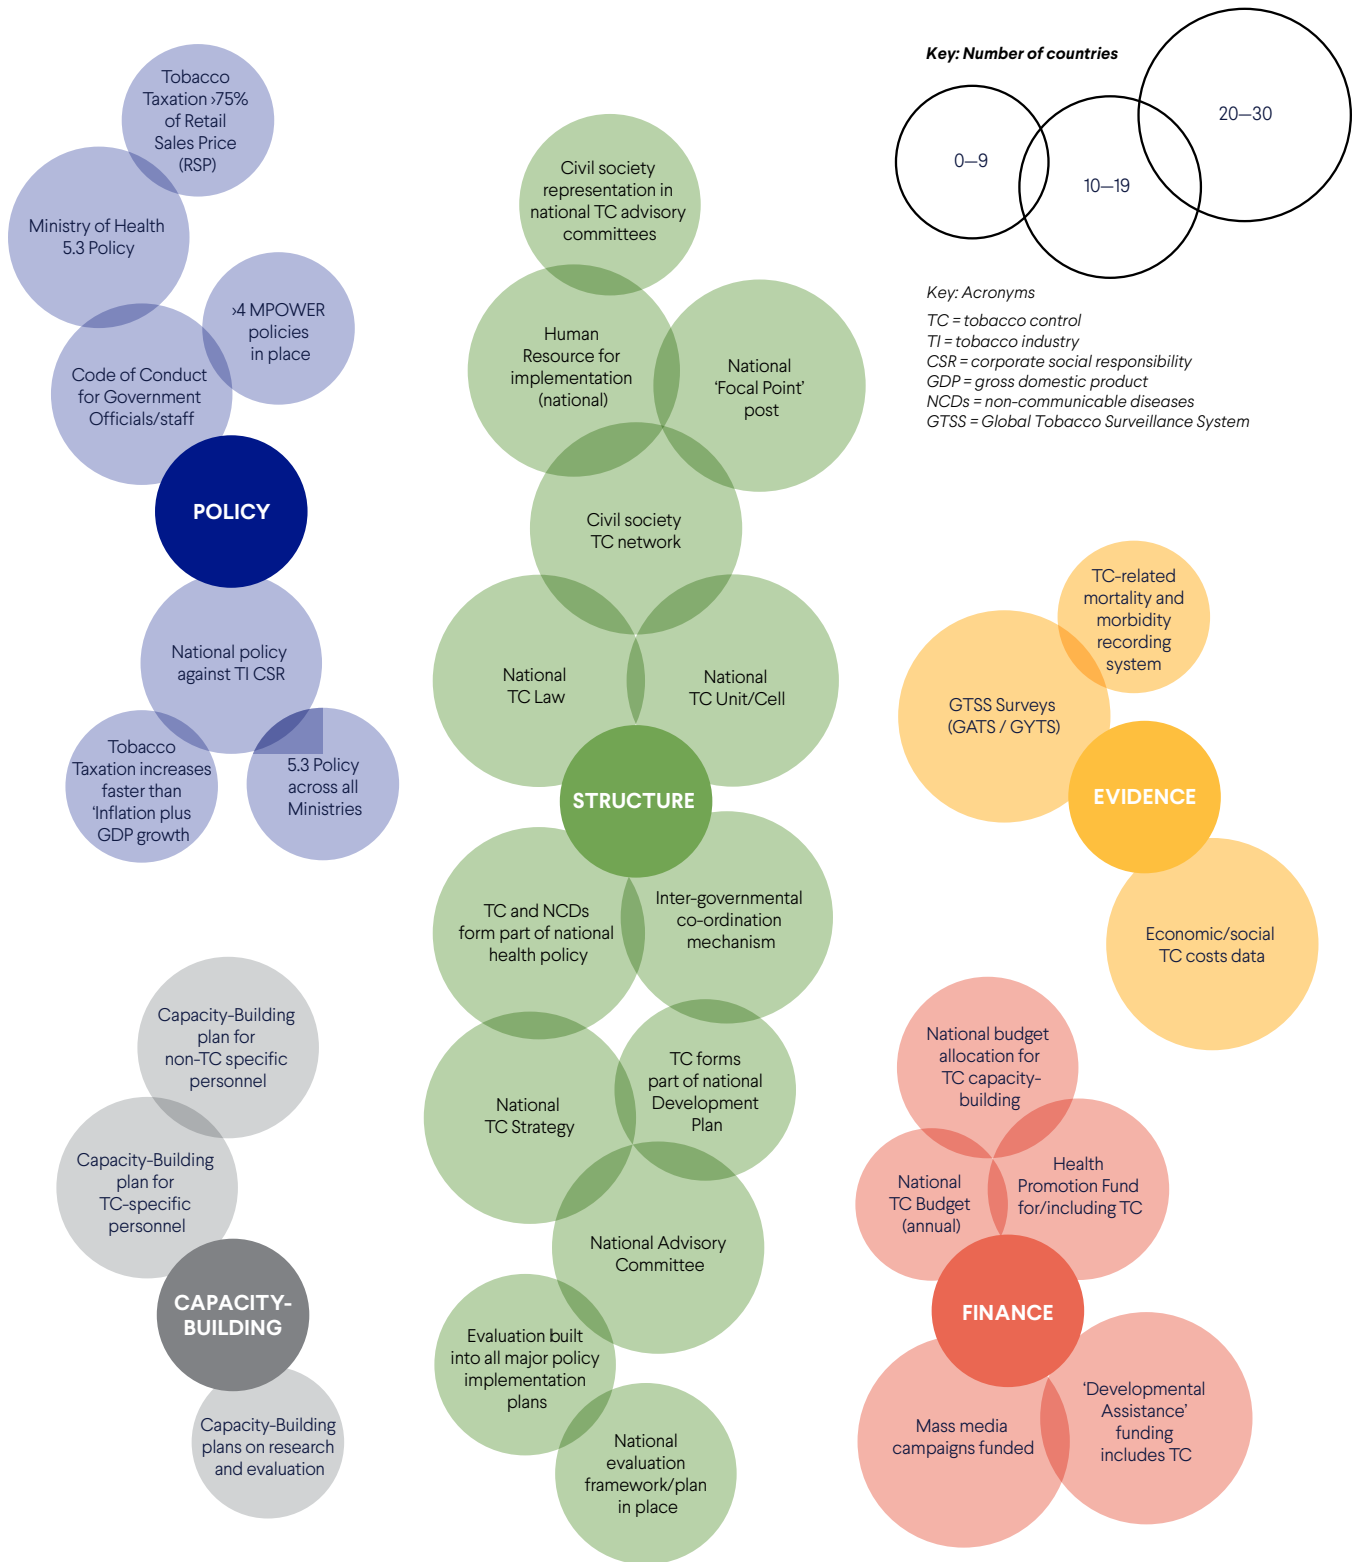 Key: Number of countries
0–9
10–19
20–30
Key: Acronyms
TC = tobacco control
TI = tobacco industry
CSR = corporate social responsibility
GDP = gross domestic product
NCDs = non-communicable diseases
GTSS = Global Tobacco Surveillance System
Tobacco
Taxation ›75%
of Retail
Sales Price
(RSP)
Ministry of Health
5.3 Policy
›4 MPOWER
policies
in place
Code of Conduct
for Government
Officials/staff
POLICY
National policy
against TI CSR
Tobacco
Taxation increases
faster than
‘Inflation plus
GDP growth
5.3 Policy
across all
Ministries
Civil society
representation in
national TC advisory
committees
Human
Resource for
implementation
(national)
National
‘Focal Point’
post
Civil society
TC network
National
TC Law
National
TC Unit/Cell
STRUCTURE
TC and NCDs
form part of national
health policy
Inter-governmental
co-ordination
mechanism
National
TC Strategy
TC forms
part of national
Development
Plan
National Advisory
Committee
Evaluation built
into all major policy
implementation
plans
National
evaluation
framework/plan
in place
TC-related
mortality and
morbidity
recording
system
GTSS Surveys
(GATS / GYTS)
EVIDENCE
Economic/social
TC costs data
Capacity-Building
plan for
non-TC specific
personnel
Capacity-Building
plan for
TC-specific
personnel
CAPACITY-
BUILDING
Capacity-Building
plans on research
and evaluation
National budget
allocation for
TC capacity-
building
National
TC Budget
(annual)
Health
Promotion Fund
for/including TC
FINANCE
Mass media
campaigns funded
‘Developmental
Assistance’
funding
includes TC